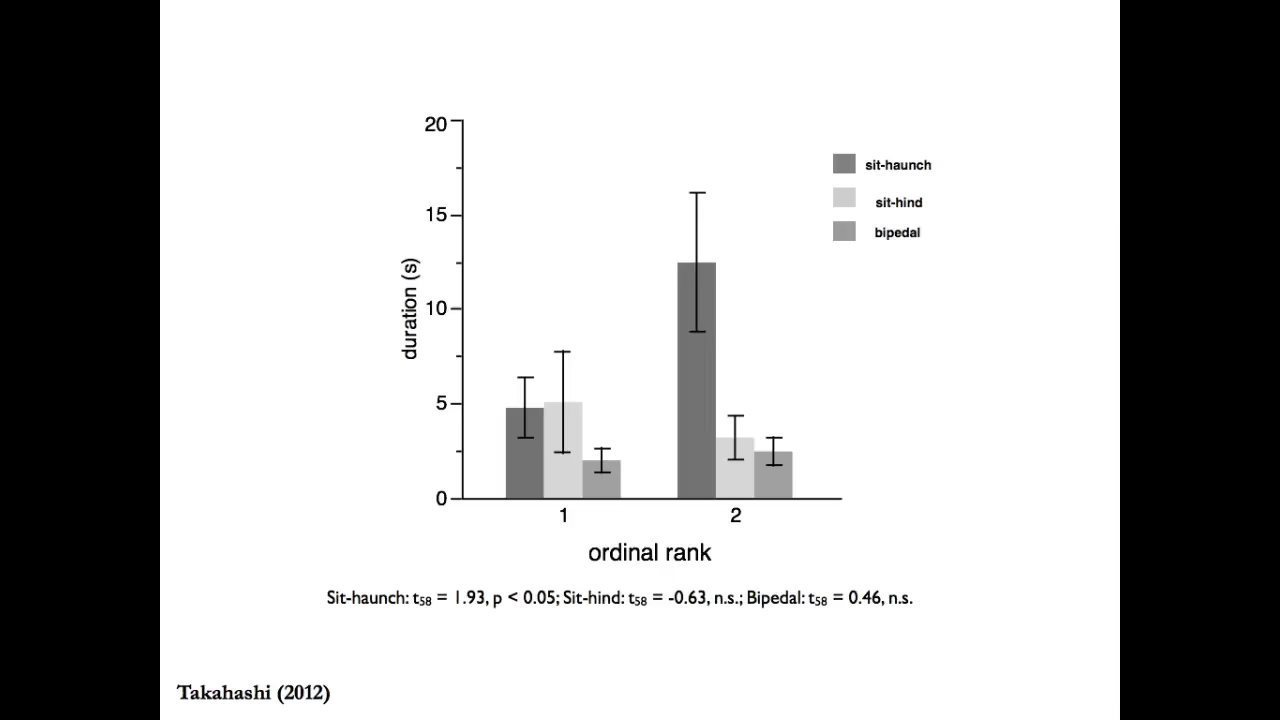 20
15
10
5
0
duration (s)
1
2
ordinal rank
sit-haunch
sit-hind
bipedal
Sit-haunch: t58 = 1.93, p < 0.05; Sit-hind: t58 = -0.63, n.s.; Bipedal: t58 = 0.46, n.s.
Takahashi (2012)